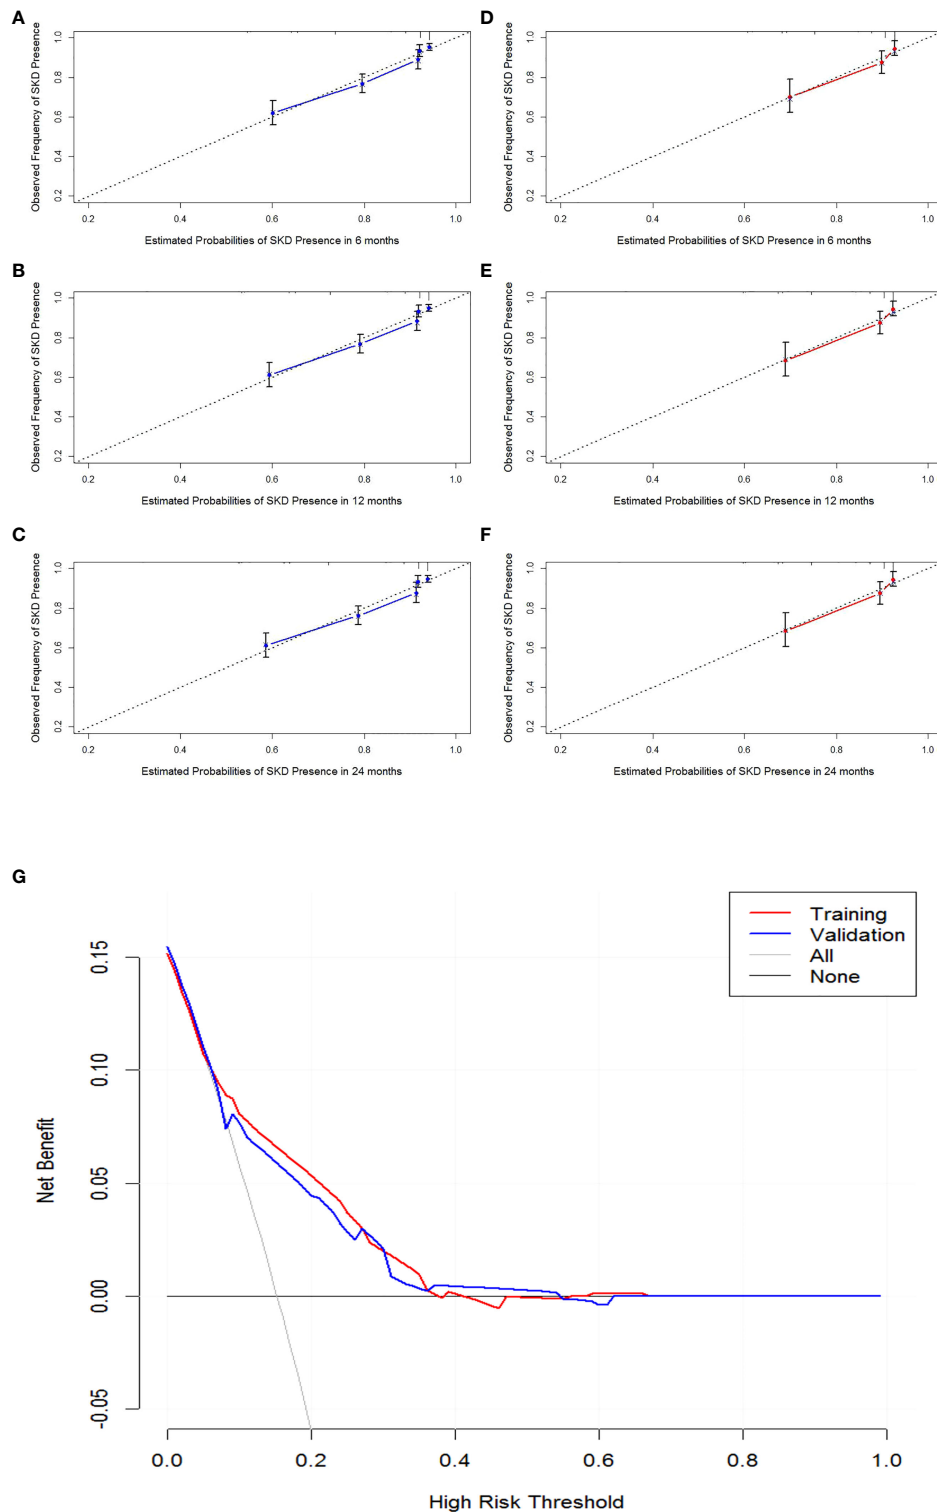 A
Observed Frequency of SKD Presence
1.0
0.8
0.6
0.4
0.2
0.2 0.4 0.6 0.8 1.0
Estimated Probabilities of SKD Presence in 6 months
D
Observed Frequency of SKD Presence
1.0
0.8
0.6
0.4
0.2
0.2 0.4 0.6 0.8 1.0
Estimated Probabilities of SKD Presence in 6 months
B
Observed Frequency of SKD Presence
1.0
0.8
0.6
0.4
0.2
0.2 0.4 0.6 0.8 1.0
Estimated Probabilities of SKD Presence in 12 months
E
Observed Frequency of SKD Presence
1.0
0.8
0.6
0.4
0.2
0.2 0.4 0.6 0.8 1.0
Estimated Probabilities of SKD Presence in 12 months
C
Observed Frequency of SKD Presence
1.0
0.8
0.6
0.4
0.2
0.2 0.4 0.6 0.8 1.0
Estimated Probabilities of SKD Presence in 24 months
F
Observed Frequency of SKD Presence
1.0
0.8
0.6
0.4
0.2
0.2 0.4 0.6 0.8 1.0
Estimated Probabilities of SKD Presence in 24 months
G
Training
Validation
All
None
Net Benefit
0.15
0.10
0.05
0.00
-0.05
0.0 0.2 0.4 0.6 0.8 1.0
High Risk Threshold